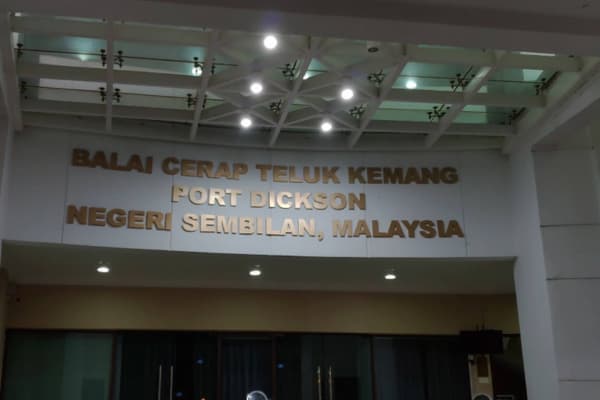 BALAI CERAP TELUK KEMANG
PORT DICKSON
NEGERI SEMBILAN, MALAYSIA